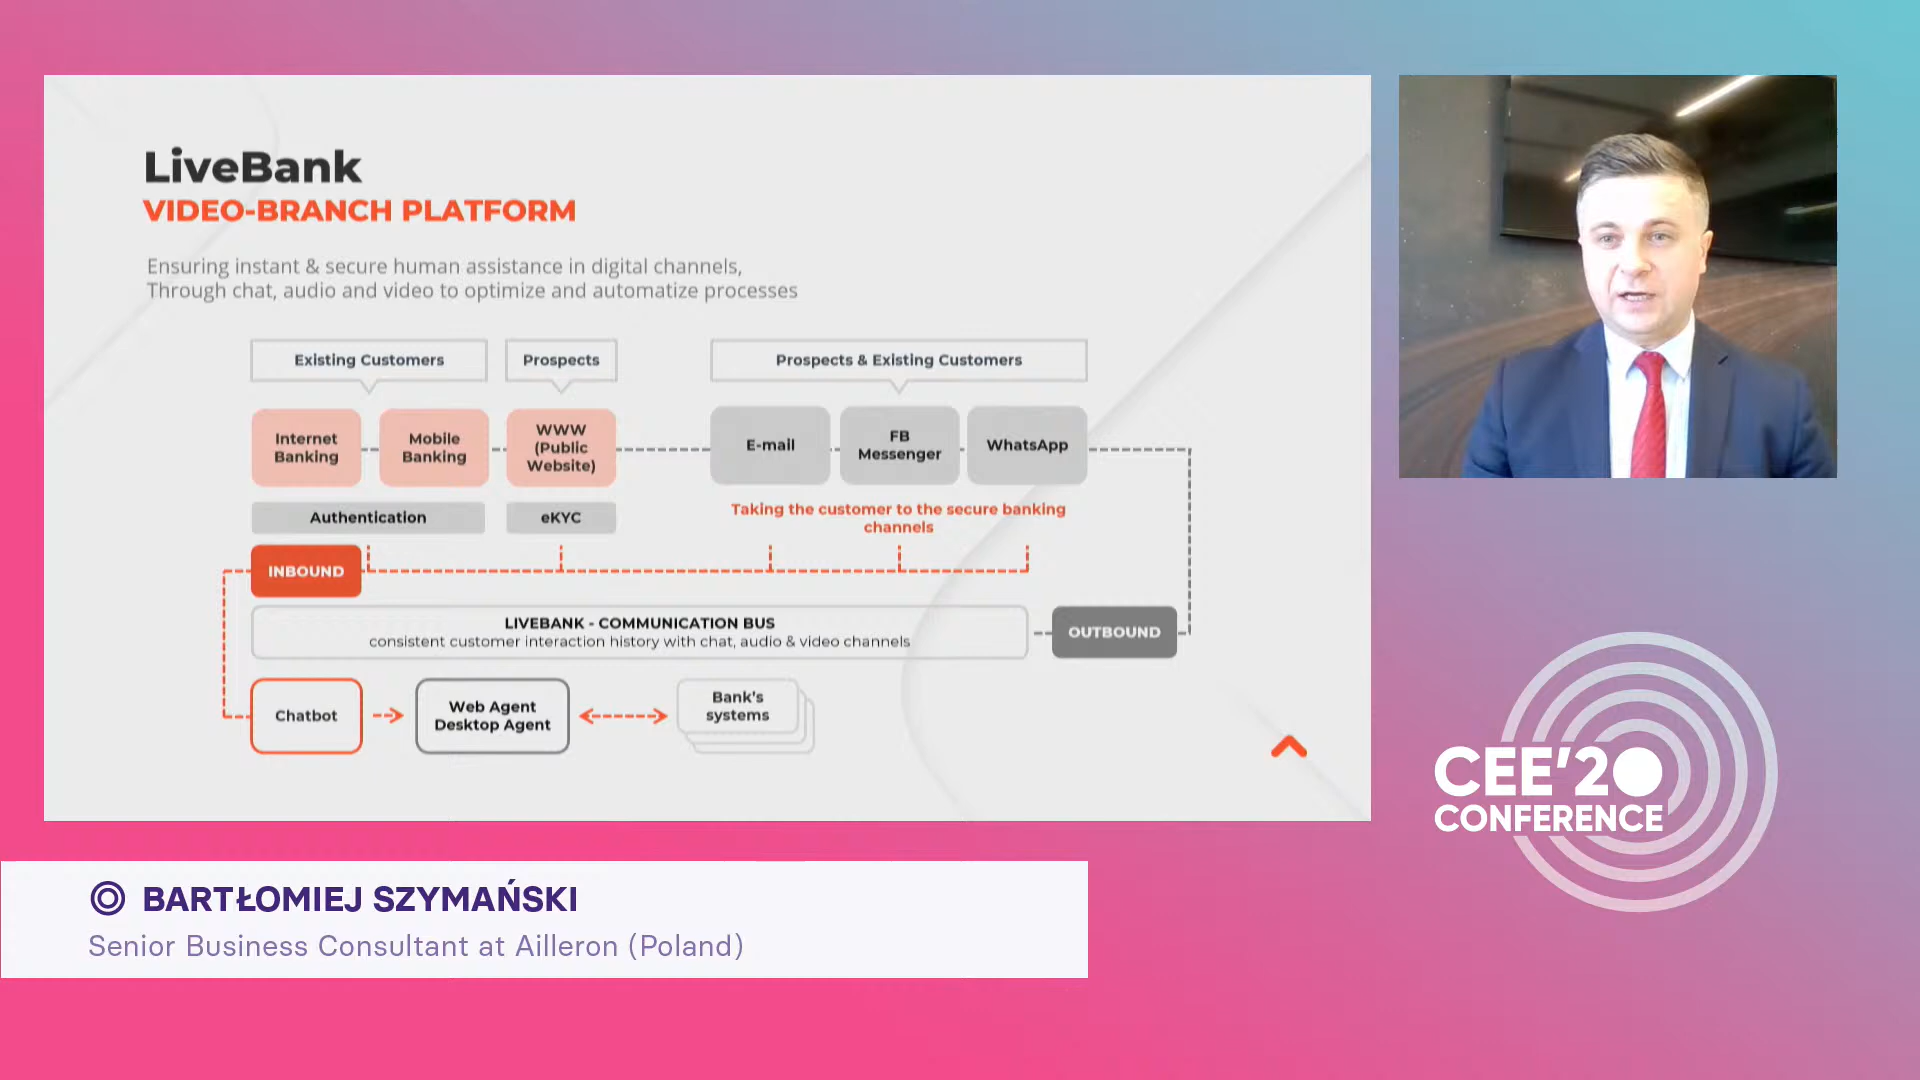 LiveBank
VIDEO-BRANCH PLATFORM
Ensuring instant & secure human assistance in digital channels,
Through chat, audio and video to optimize and automatize processes
Existing Customers
Prospects
Prospects & Existing Customers
Internet
Banking
Mobile
Banking
WWW
(Public
Website)
E-mail
FB
Messenger
WhatsApp
Authentication
eKYC
Taking the customer to the secure banking
channels
INBOUND
LIVEBANK - COMMUNICATION BUS
consistent customer interaction history with chat, audio & video channels
OUTBOUND
Chatbot
Web Agent
Desktop Agent
Bank's
systems
CEE'20
CONFERENCE
BARTŁOMIEJ SZYMAŃSKI
Senior Business Consultant at Ailleron (Poland)